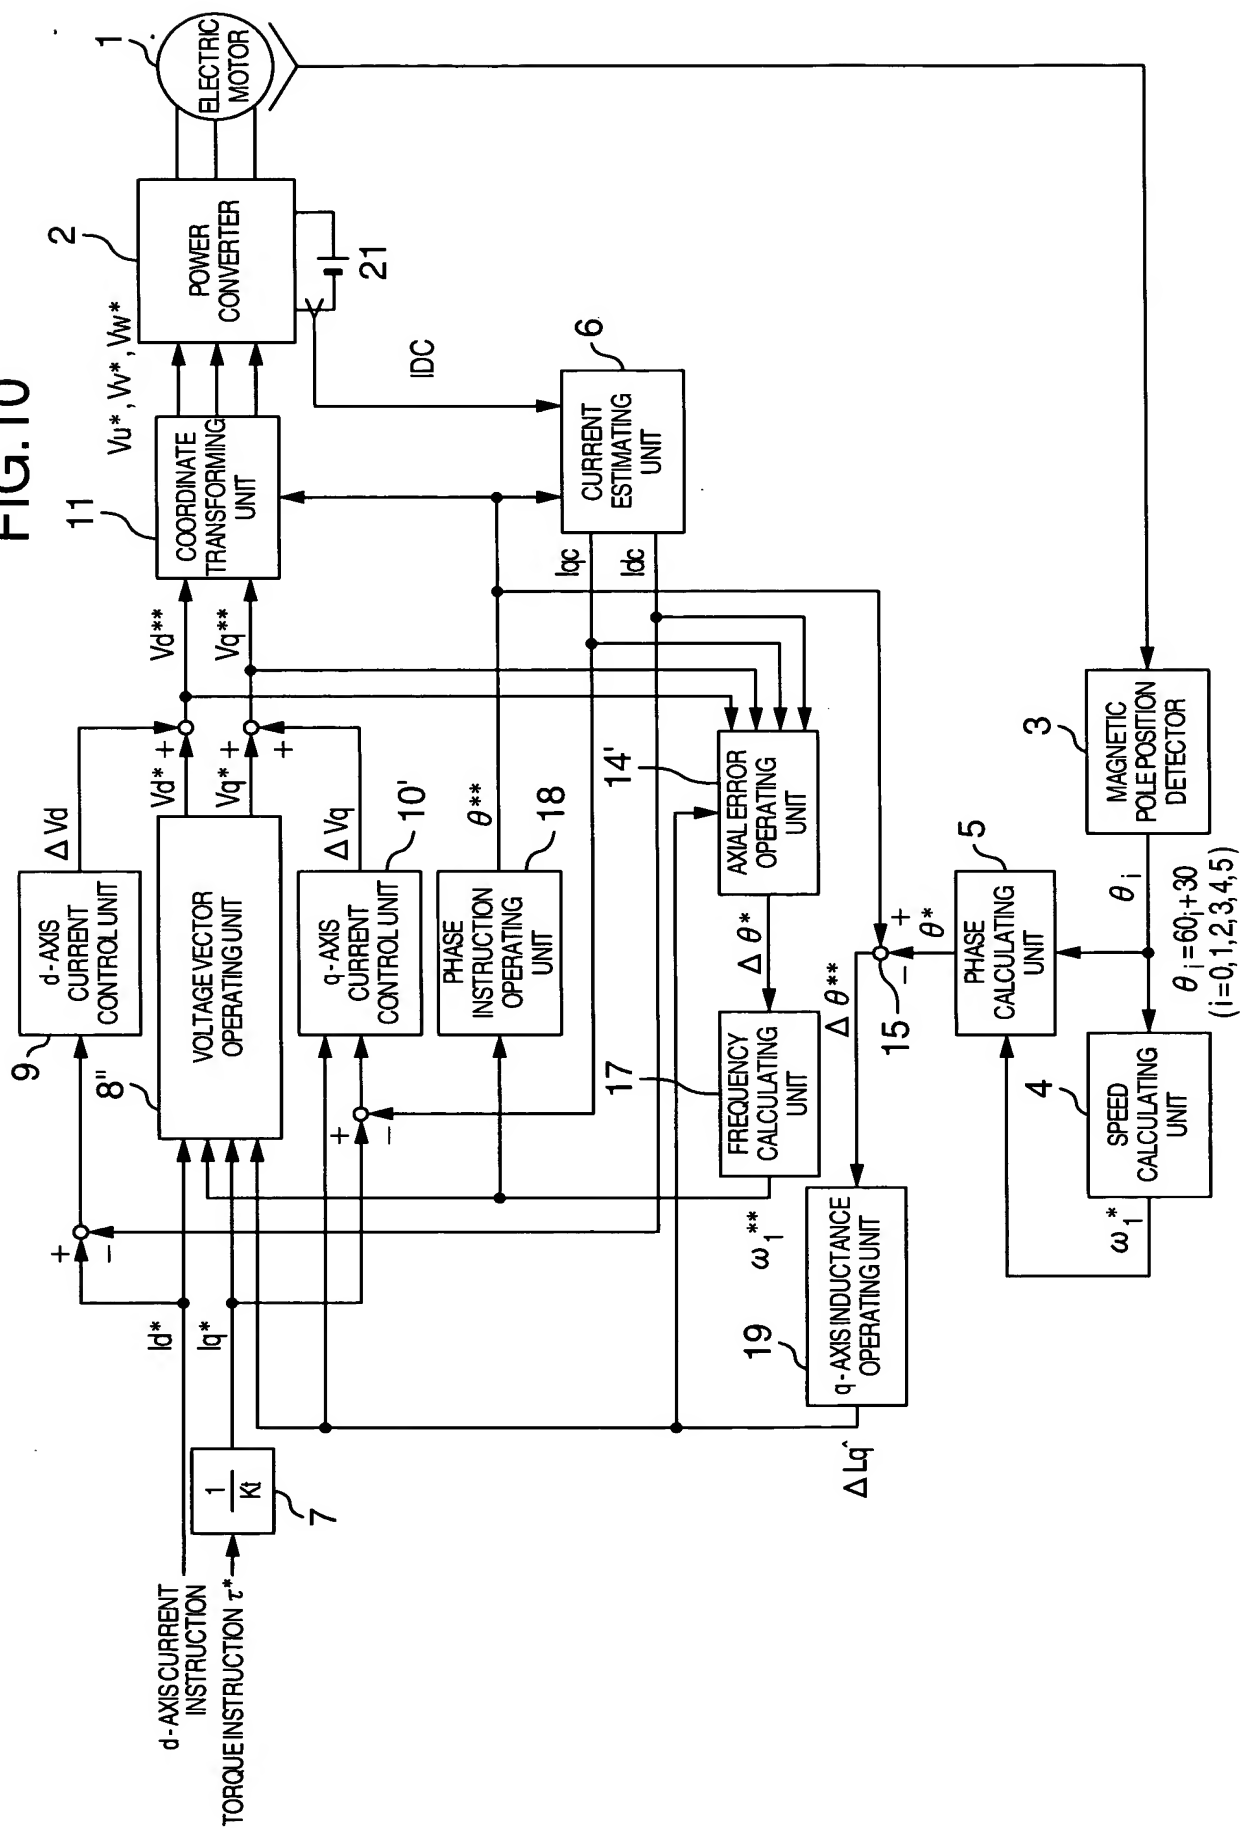 FIG.10
1
ELECTRIC
MOTOR
2
POWER
CONVERTER
21
Vu*, Vv*, Vw*
IDC
11
COORDINATE
TRANSFORMING
UNIT
6
CURRENT
ESTIMATING
UNIT
Iqc
Idc
Vd**
Vq**
+
+
+
Vd*
Vq*
Δ Vd
Δ Vq
9
d-AXIS
CURRENT
CONTROL UNIT
8"
VOLTAGE VECTOR
OPERATING UNIT
10'
q-AXIS
CURRENT
CONTROL UNIT
18
PHASE
INSTRUCTION
OPERATING
UNIT
θ**
14'
AXIAL ERROR
OPERATING
UNIT
Δ θ*
17
FREQUENCY
CALCULATING
UNIT
ω1**
Δ θ**
15
+
−
θ*
5
PHASE
CALCULATING
UNIT
3
MAGNETIC
POLE POSITION
DETECTOR
θi
θi=60i+30
(i=0,1,2,3,4,5)
4
SPEED
CALCULATING
UNIT
ω1*
19
q-AXIS INDUCTANCE
OPERATING UNIT
Δ Lq^
+
−
+
−
Id*
Iq*
1
Kt
7
d-AXIS CURRENT
INSTRUCTION
TORQUE INSTRUCTION τ*